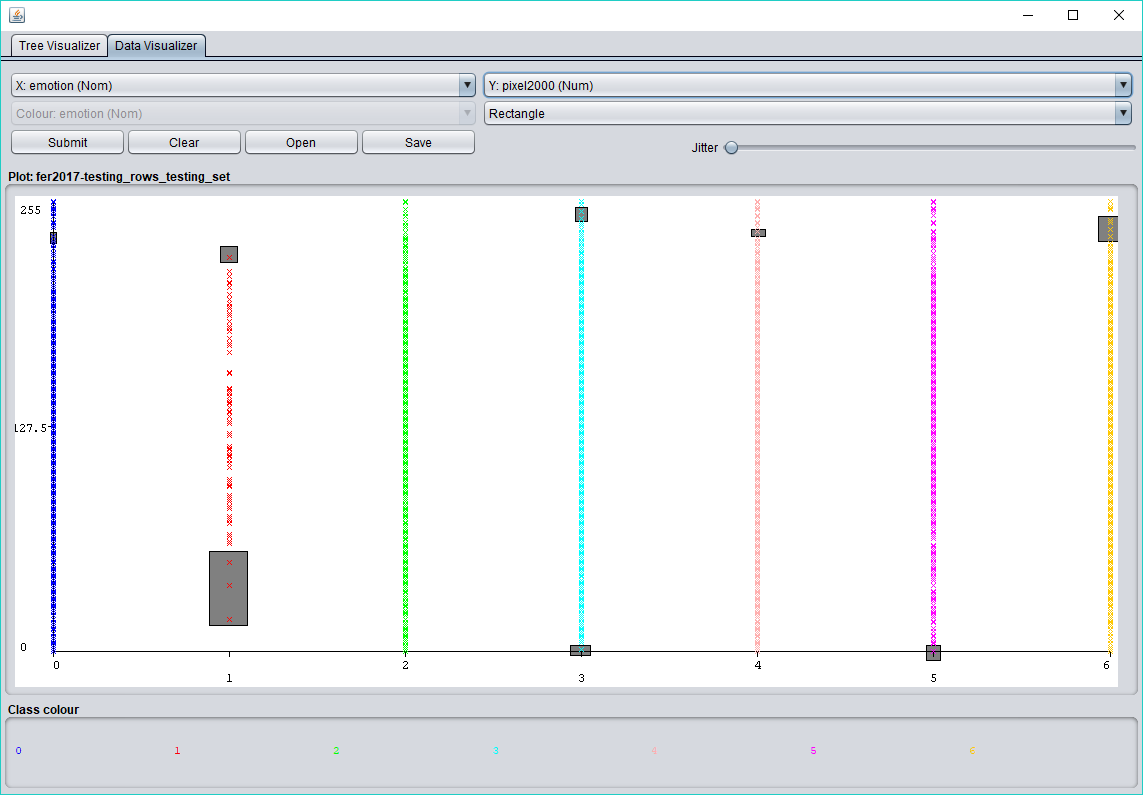 Tree Visualizer Data Visualizer
X: emotion (Nom) Y: pixel2000 (Num)
Colour: emotion (Nom) Rectangle
Submit Clear Open Save Jitter
Plot: fer2017-testing_rows_testing_set
255
127.5
0
0 1 2 3 4 5 6
Class colour
0 1 2 3 4 5 6